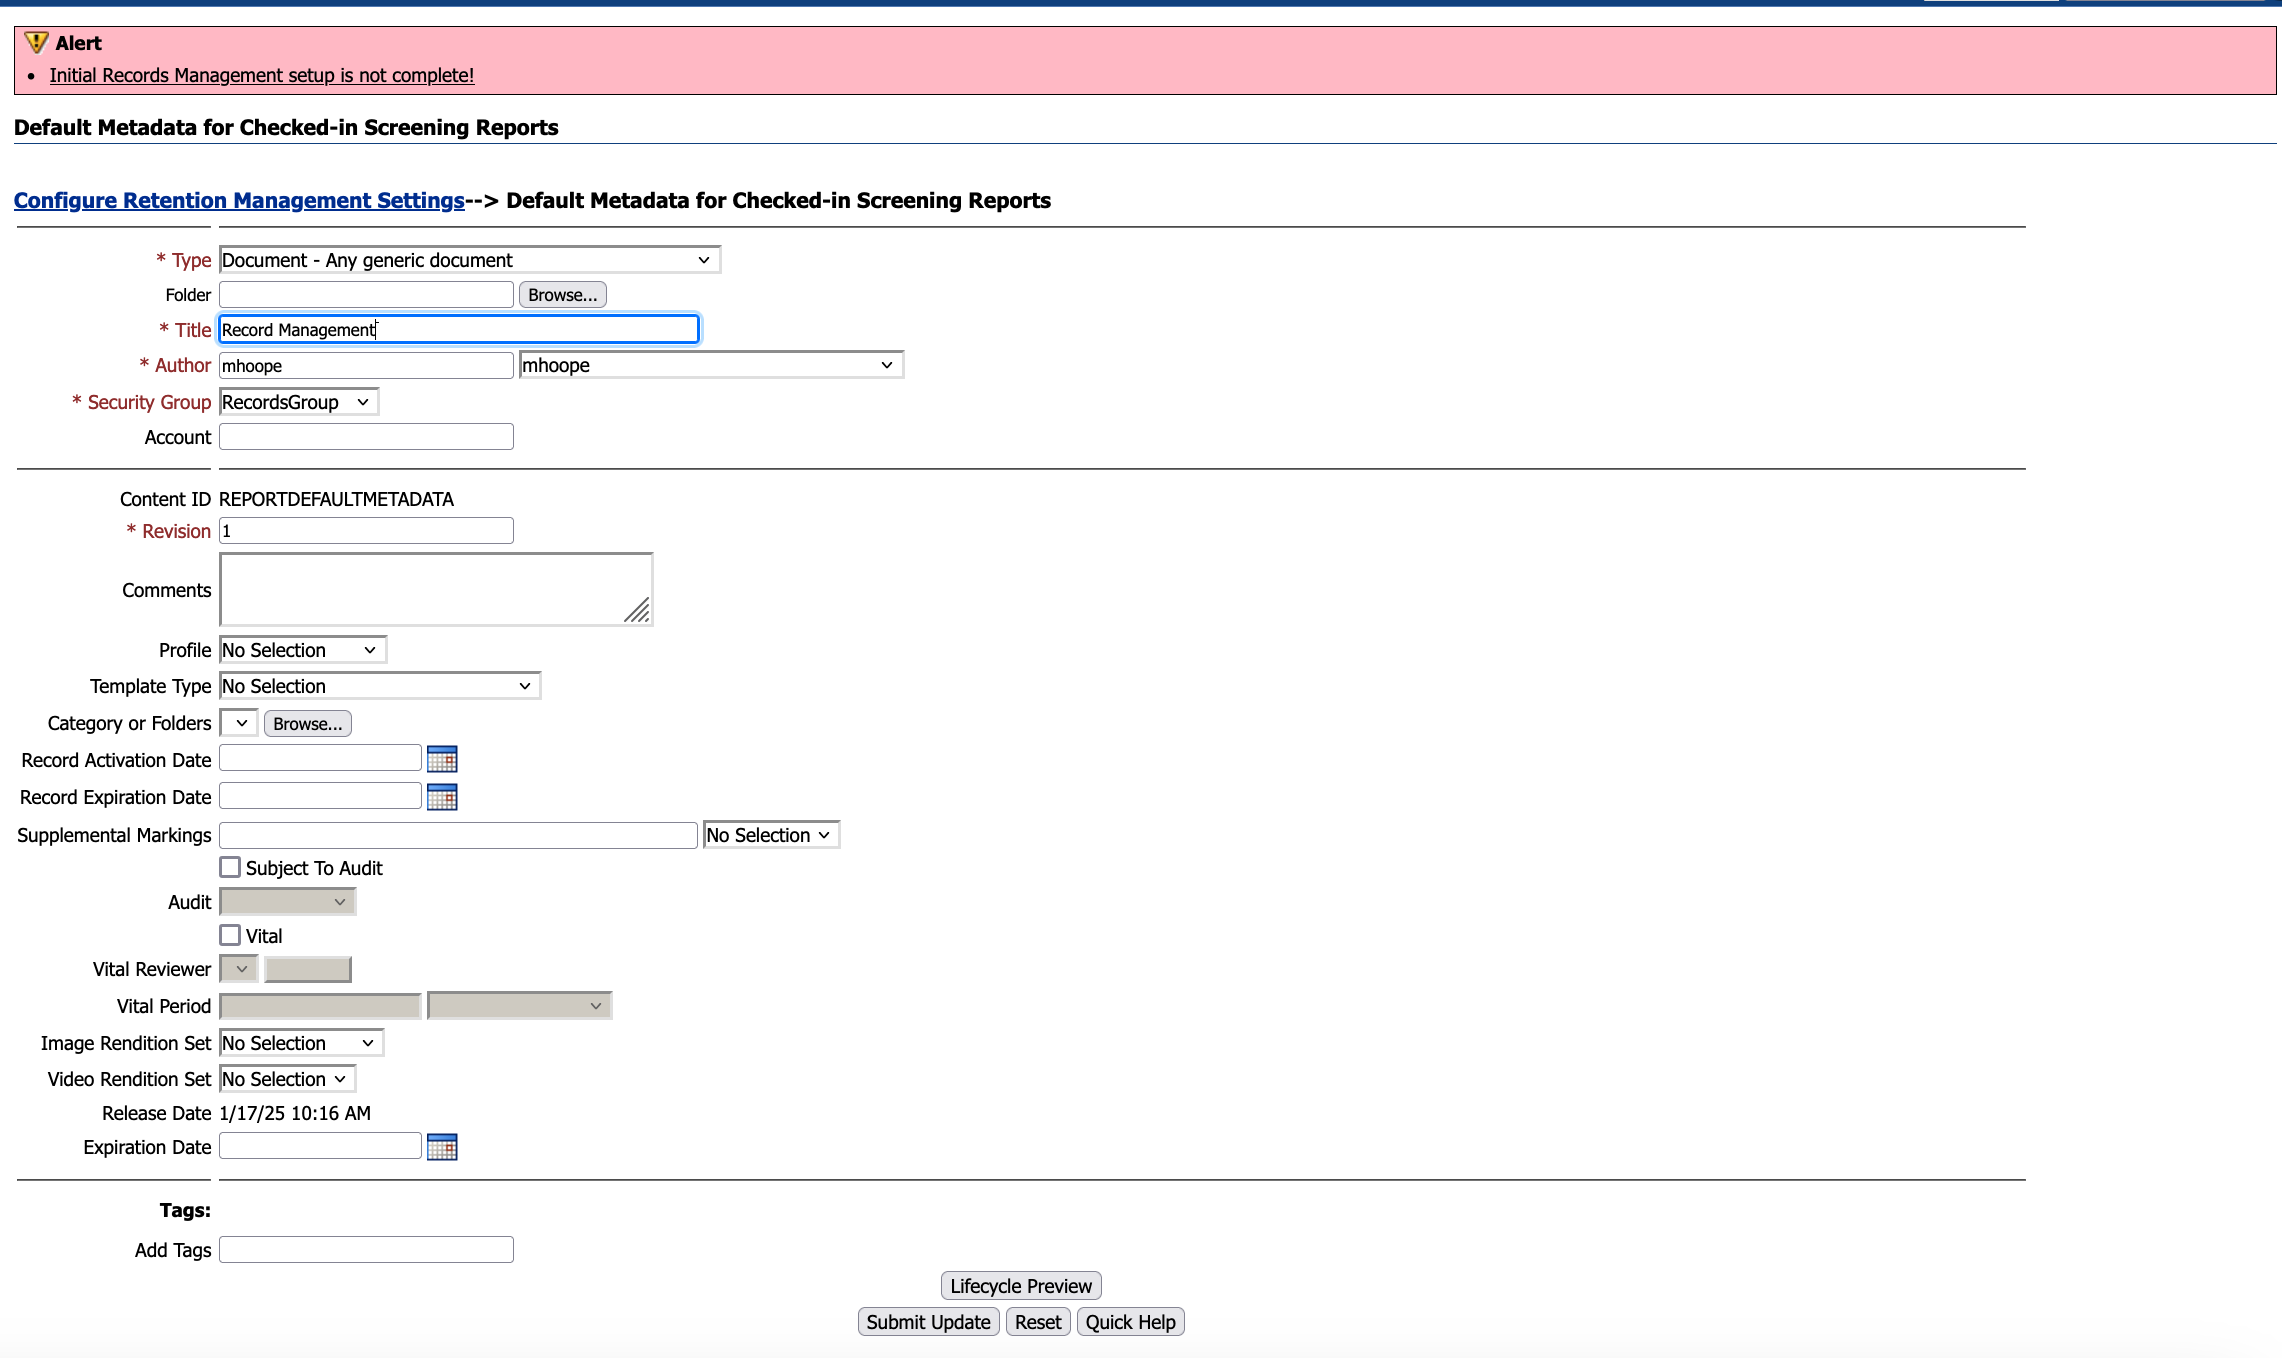 Alert
• Initial Records Management setup is not complete!
Default Metadata for Checked-in Screening Reports
Configure Retention Management Settings--> Default Metadata for Checked-in Screening Reports
* Type Document - Any generic document
Folder Browse...
* Title Record Management
* Author mhoope mhoope
* Security Group RecordsGroup
Account
Content ID REPORTDEFAULTMETADATA
* Revision 1
Comments
Profile No Selection
Template Type No Selection
Category or Folders Browse...
Record Activation Date
Record Expiration Date
Supplemental Markings No Selection
Subject To Audit
Audit
Vital
Vital Reviewer
Vital Period
Image Rendition Set No Selection
Video Rendition Set No Selection
Release Date 1/17/25 10:16 AM
Expiration Date
Tags:
Add Tags
Lifecycle Preview
Submit Update Reset Quick Help